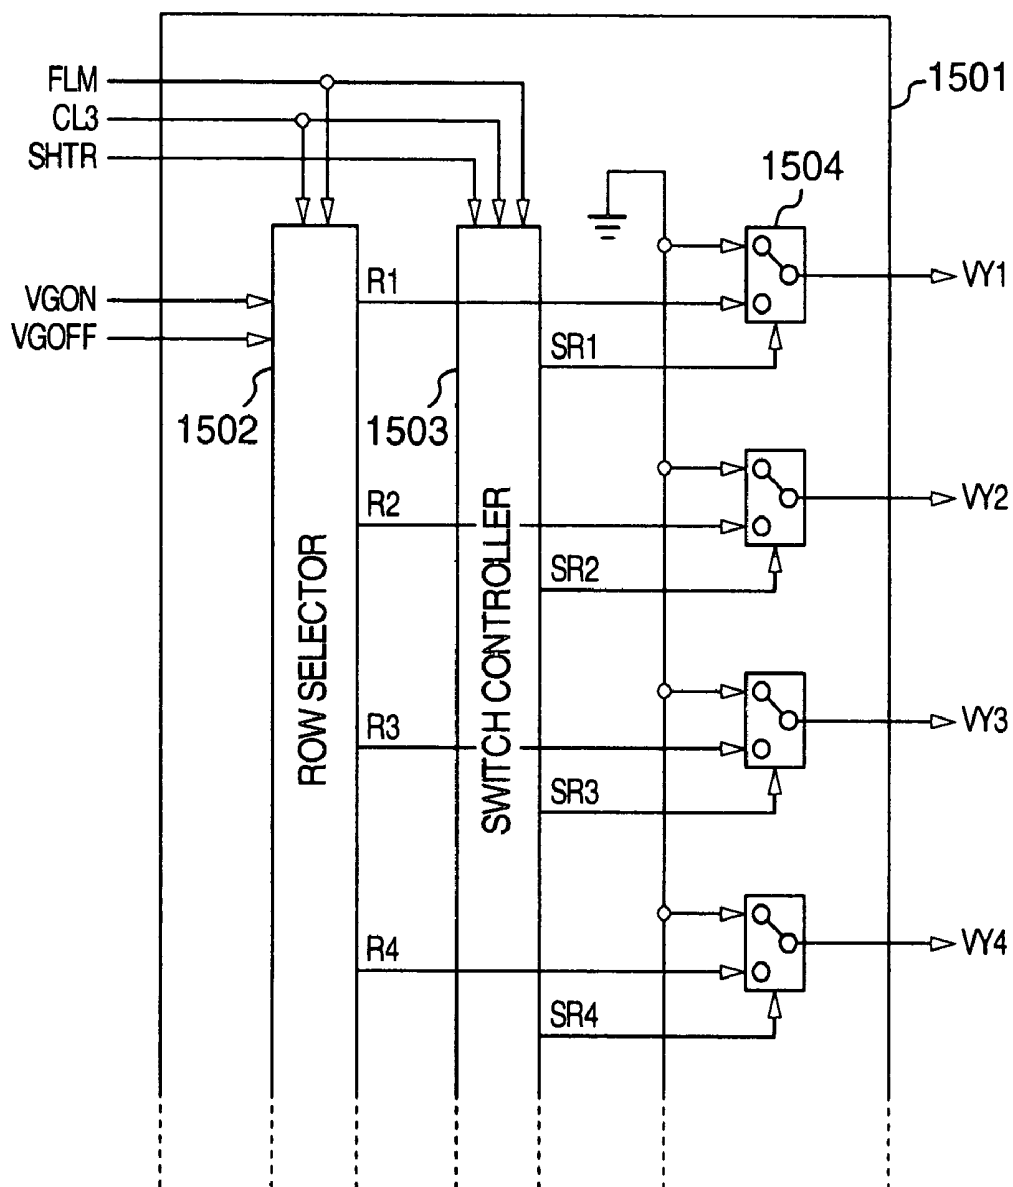 FLM
1501
CL3
SHTR
1504
R1
VY1
VGON
VGOFF
SR1
1502
1503
R2
VY2
SR2
ROW SELECTOR
SWITCH CONTROLLER
R3
VY3
SR3
R4
VY4
SR4